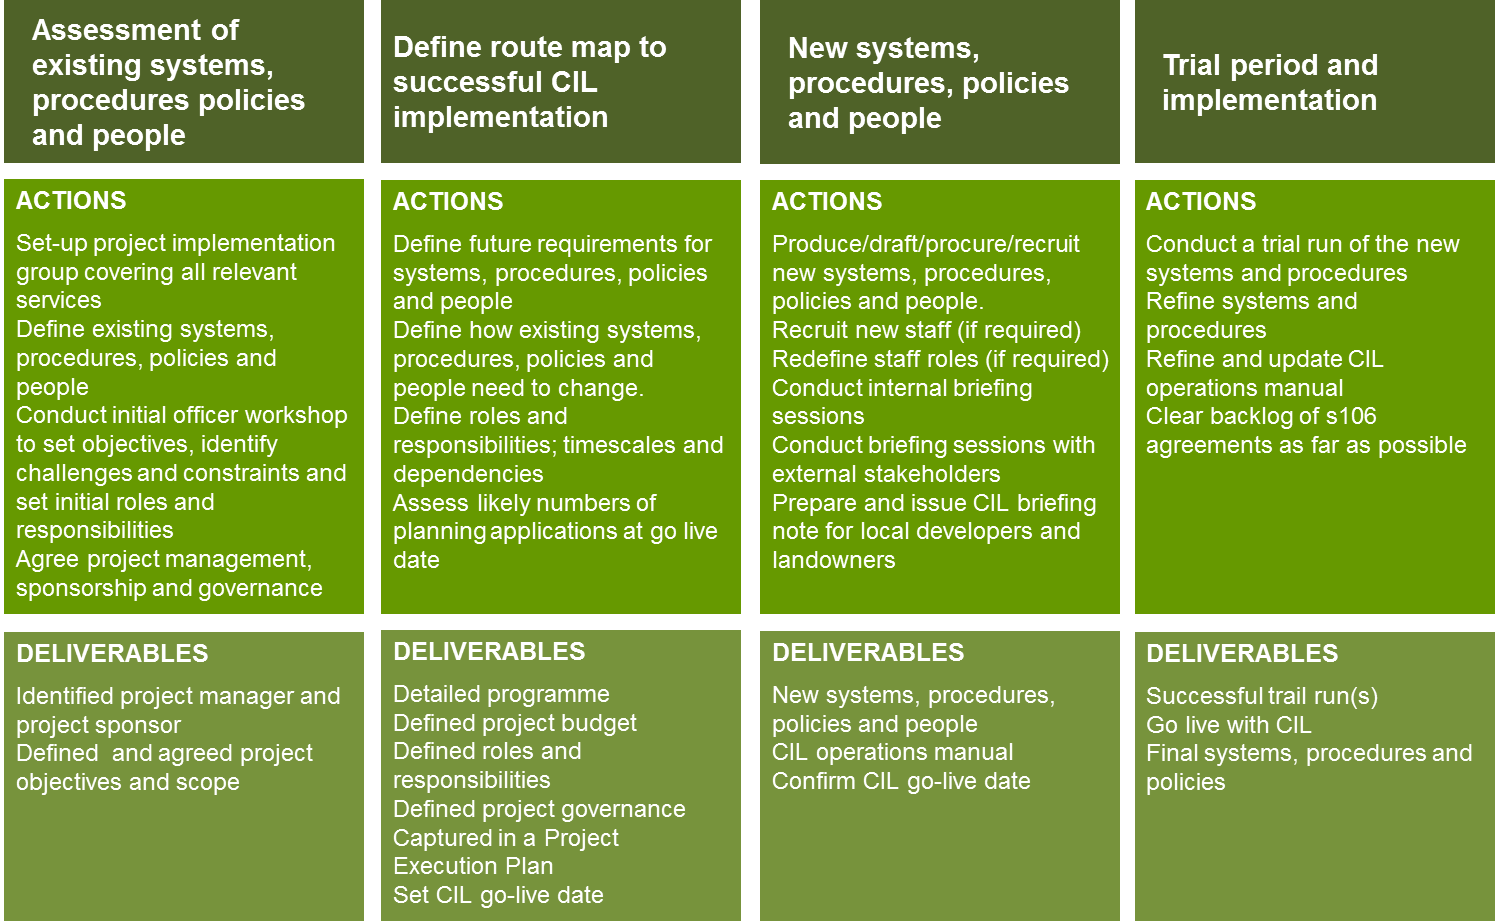 Assessment of
existing systems,
procedures policies
and people
Define route map to
successful CIL
implementation
New systems,
procedures, policies
and people
Trial period and
implementation
ACTIONS
Set-up project implementation
group covering all relevant
services
Define existing systems,
procedures, policies and
people
Conduct initial officer workshop
to set objectives, identify
challenges and constraints and
set initial roles and
responsibilities
Agree project management,
sponsorship and governance
ACTIONS
Define future requirements for
systems, procedures, policies
and people
Define how existing systems,
procedures, policies and
people need to change.
Define roles and
responsibilities; timescales and
dependencies
Assess likely numbers of
planning applications at go live
date
ACTIONS
Produce/draft/procure/recruit
new systems, procedures,
policies and people.
Recruit new staff (if required)
Redefine staff roles (if required)
Conduct internal briefing
sessions
Conduct briefing sessions with
external stakeholders
Prepare and issue CIL briefing
note for local developers and
landowners
ACTIONS
Conduct a trial run of the new
systems and procedures
Refine systems and
procedures
Refine and update CIL
operations manual
Clear backlog of s106
agreements as far as possible
DELIVERABLES
Identified project manager and
project sponsor
Defined  and agreed project
objectives and scope
DELIVERABLES
Detailed programme
Defined project budget
Defined roles and
responsibilities
Defined project governance
Captured in a Project
Execution Plan
Set CIL go-live date
DELIVERABLES
New systems, procedures,
policies and people
CIL operations manual
Confirm CIL go-live date
DELIVERABLES
Successful trail run(s)
Go live with CIL
Final systems, procedures and
policies